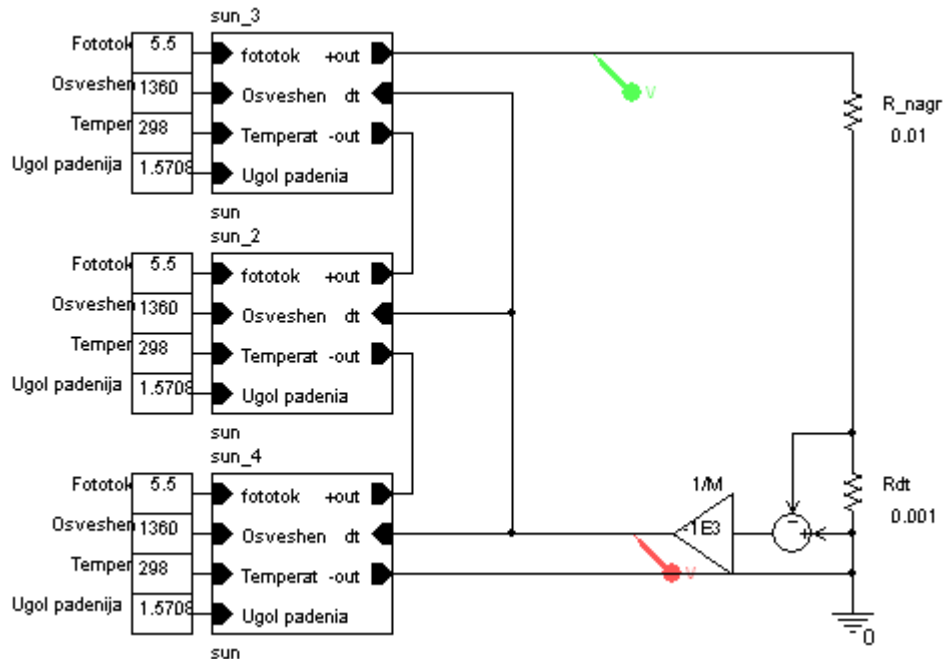 sun_3
Fototok 5.5 fototok +out
Osveshen 1360 Osveshen dt
Temper 298 Temperat -out
Ugol padenija 1.5708 Ugol padenia
sun
sun_2
Fototok 5.5 fototok +out
Osveshen 1360 Osveshen dt
Temper 298 Temperat -out
Ugol padenija 1.5708 Ugol padenia
sun
sun_4
Fototok 5.5 fototok +out
Osveshen 1360 Osveshen dt
Temper 298 Temperat -out
Ugol padenija 1.5708 Ugol padenia
sun
V
R_nagr
0.01
Rdt
0.001
1/M
-1E3
- +
V
0